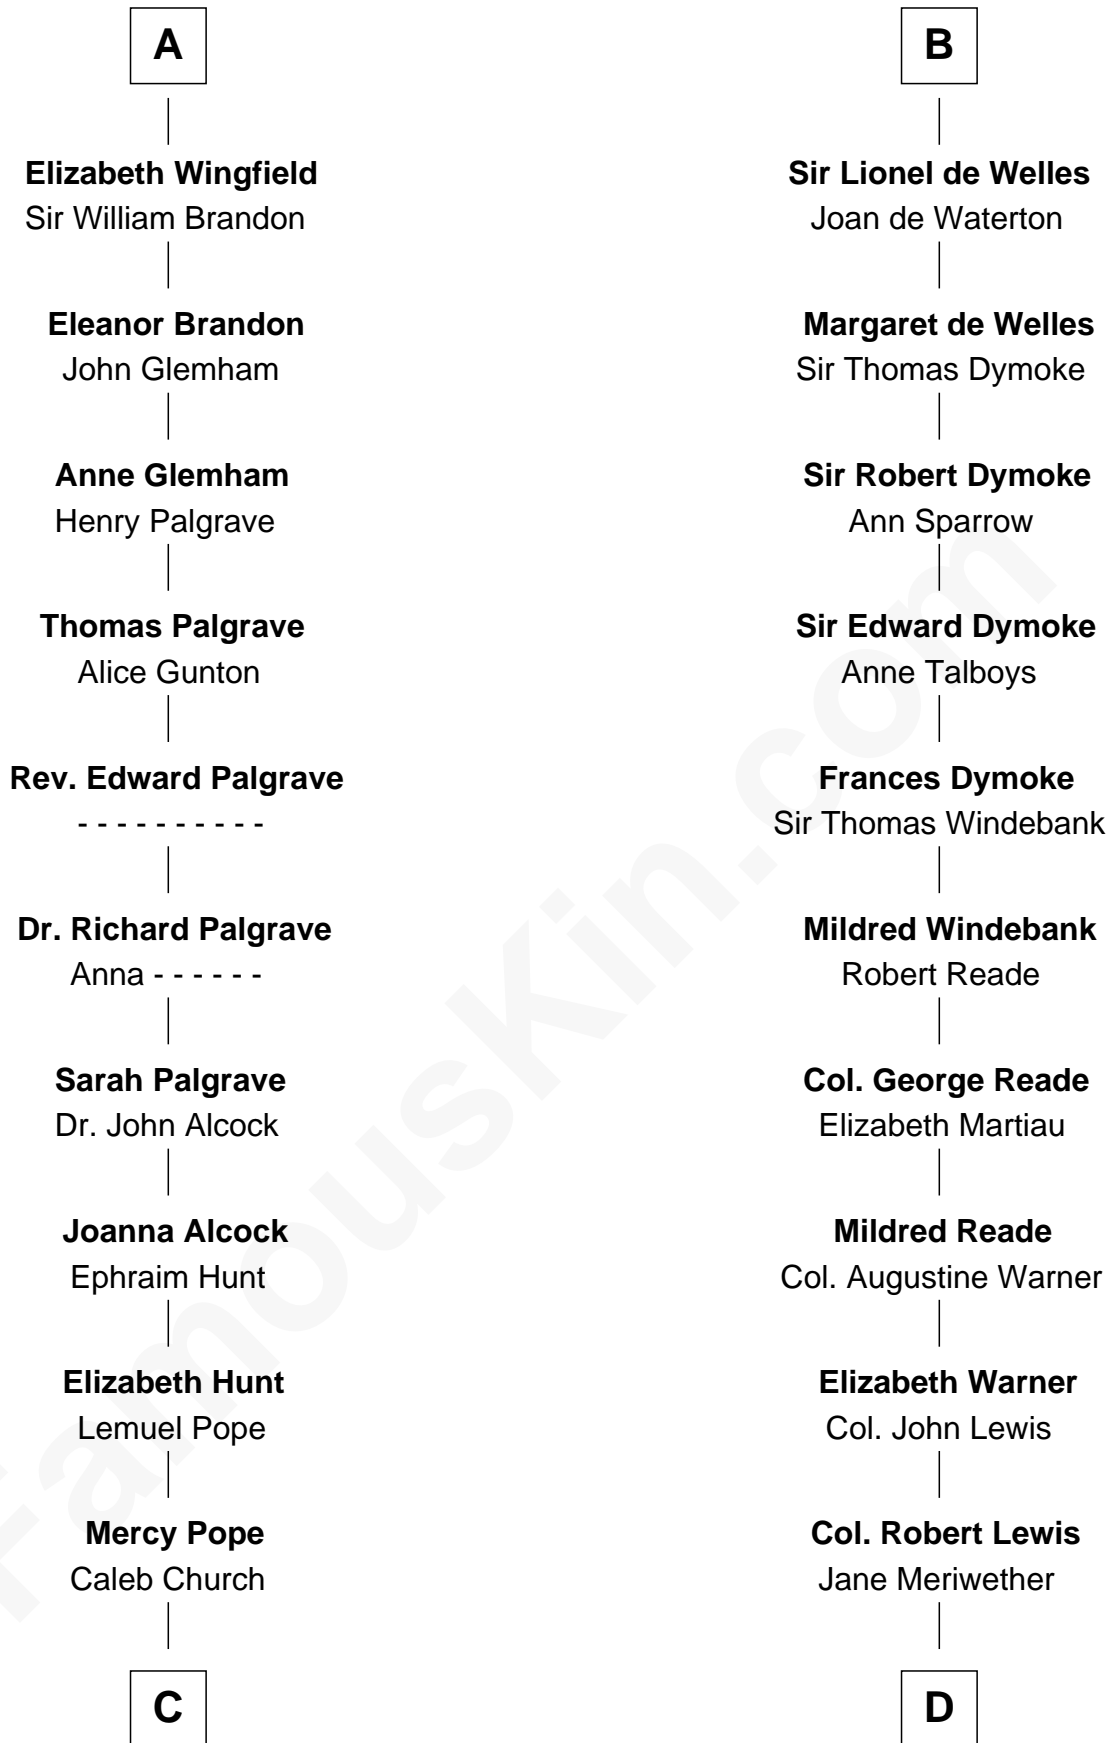 A
Elizabeth Wingfield
Sir William Brandon
Eleanor Brandon
John Glemham
Anne Glemham
Henry Palgrave
Thomas Palgrave
Alice Gunton
Rev. Edward Palgrave
- - - - - - - - - -
Dr. Richard Palgrave
Anna - - - - - -
Sarah Palgrave
Dr. John Alcock
Joanna Alcock
Ephraim Hunt
Elizabeth Hunt
Lemuel Pope
Mercy Pope
Caleb Church
C
B
Sir Lionel de Welles
Joan de Waterton
Margaret de Welles
Sir Thomas Dymoke
Sir Robert Dymoke
Ann Sparrow
Sir Edward Dymoke
Anne Talboys
Frances Dymoke
Sir Thomas Windebank
Mildred Windebank
Robert Reade
Col. George Reade
Elizabeth Martiau
Mildred Reade
Col. Augustine Warner
Elizabeth Warner
Col. John Lewis
Col. Robert Lewis
Jane Meriwether
D
FamousKin.com